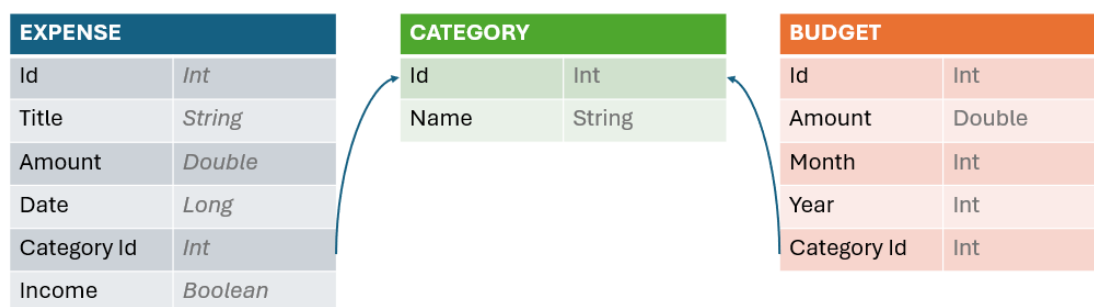 EXPENSE
Id Int
Title String
Amount Double
Date Long
Category Id Int
Income Boolean
CATEGORY
Id Int
Name String
BUDGET
Id Int
Amount Double
Month Int
Year Int
Category Id Int